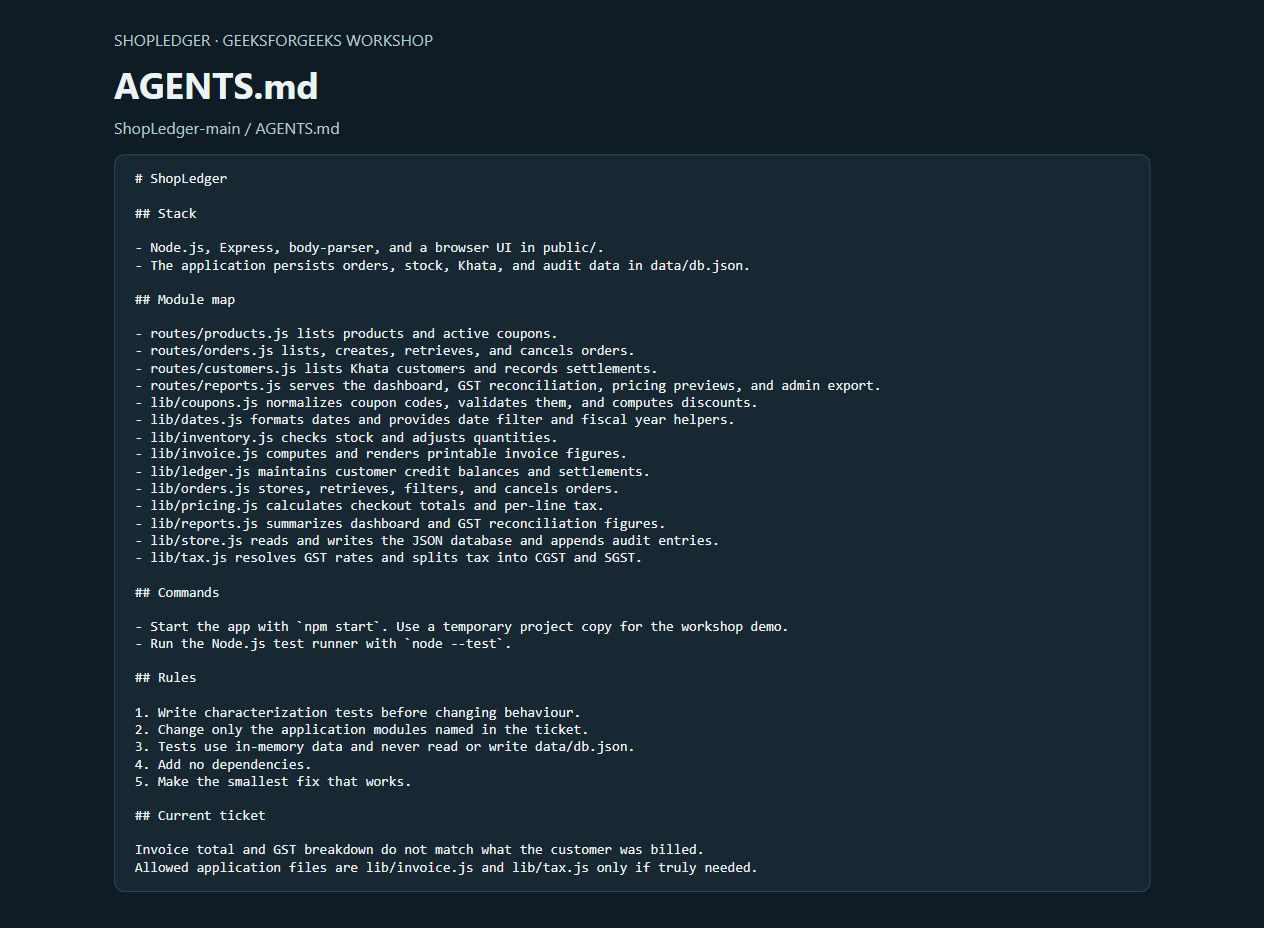 SHOPLEDGER · GEEKSFORGEEKS WORKSHOP
AGENTS.md
ShopLedger-main / AGENTS.md
# ShopLedger
## Stack
- Node.js, Express, body-parser, and a browser UI in public/.
- The application persists orders, stock, Khata, and audit data in data/db.json.
## Module map
- routes/products.js lists products and active coupons.
- routes/orders.js lists, creates, retrieves, and cancels orders.
- routes/customers.js lists Khata customers and records settlements.
- routes/reports.js serves the dashboard, GST reconciliation, pricing previews, and admin export.
- lib/coupons.js normalizes coupon codes, validates them, and computes discounts.
- lib/dates.js formats dates and provides date filter and fiscal year helpers.
- lib/inventory.js checks stock and adjusts quantities.
- lib/invoice.js computes and renders printable invoice figures.
- lib/ledger.js maintains customer credit balances and settlements.
- lib/orders.js stores, retrieves, filters, and cancels orders.
- lib/pricing.js calculates checkout totals and per-line tax.
- lib/reports.js summarizes dashboard and GST reconciliation figures.
- lib/store.js reads and writes the JSON database and appends audit entries.
- lib/tax.js resolves GST rates and splits tax into CGST and SGST.
## Commands
- Start the app with `npm start`. Use a temporary project copy for the workshop demo.
- Run the Node.js test runner with `node --test`.
## Rules
1. Write characterization tests before changing behaviour.
2. Change only the application modules named in the ticket.
3. Tests use in-memory data and never read or write data/db.json.
4. Add no dependencies.
5. Make the smallest fix that works.
## Current ticket
Invoice total and GST breakdown do not match what the customer was billed.
Allowed application files are lib/invoice.js and lib/tax.js only if truly needed.